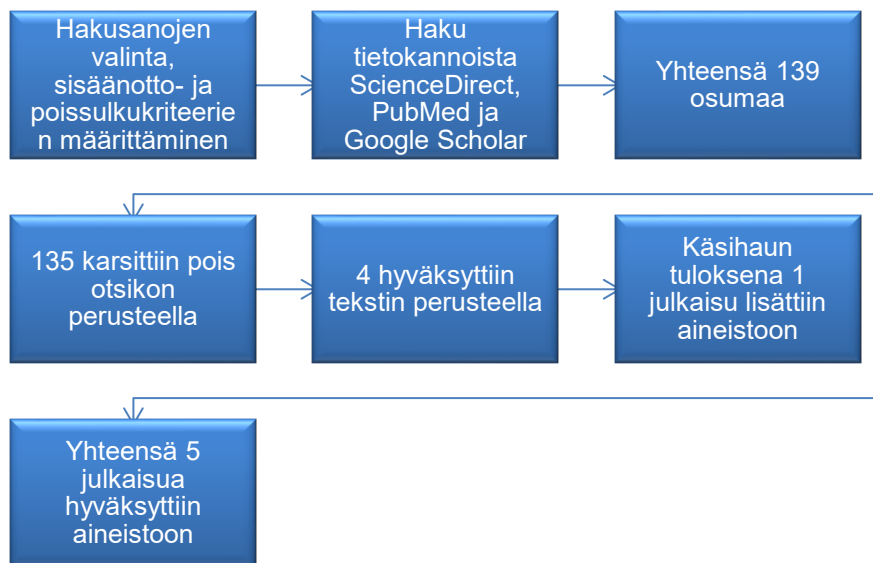 Hakusanojen
valinta,
sisäänotto- ja
poissulkukriteerie
n määrittäminen
Haku
tietokannoista
ScienceDirect,
PubMed ja
Google Scholar
Yhteensä 139
osumaa
135 karsittiin pois
otsikon
perusteella
4 hyväksyttiin
tekstin perusteella
Käsihaun
tuloksena 1
julkaisu lisättiin
aineistoon
Yhteensä 5
julkaisua
hyväksyttiin
aineistoon